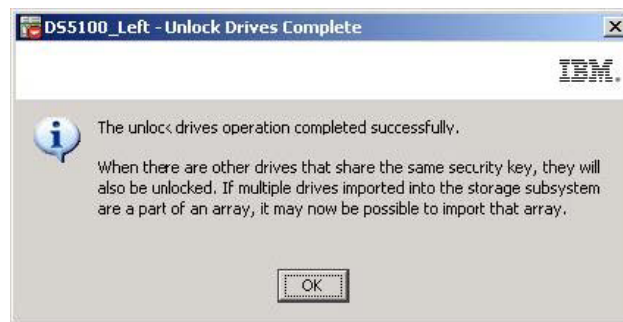 DS5100_Left - Unlock Drives Complete
IBM.
The unlock drives operation completed successfully.
When there are other drives that share the same security key, they will
also be unlocked. If multiple drives imported into the storage subsystem
are a part of an array, it may now be possible to import that array.
OK